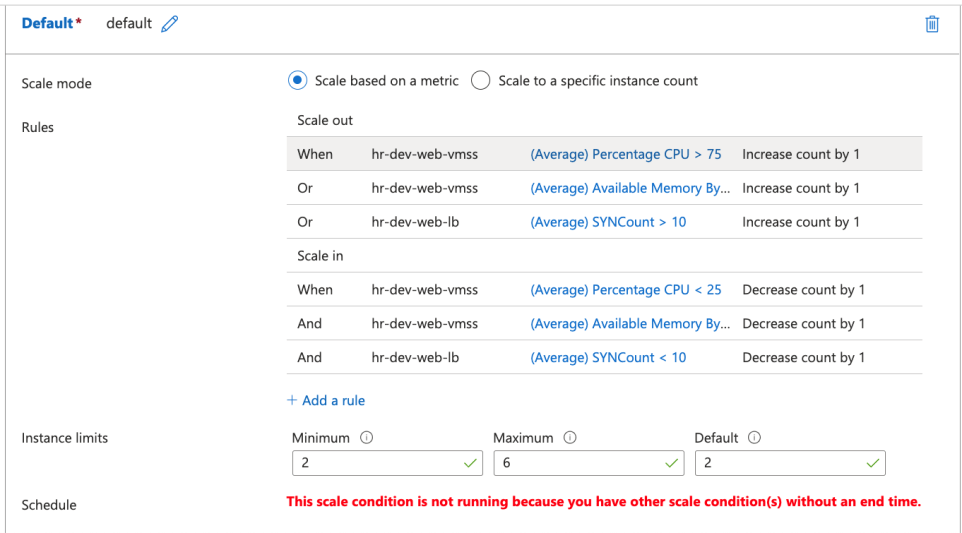 Default* default
Scale mode Scale based on a metric Scale to a specific instance count
Rules Scale out
When hr-dev-web-vmss (Average) Percentage CPU > 75 Increase count by 1
Or hr-dev-web-vmss (Average) Available Memory By... Increase count by 1
Or hr-dev-web-lb (Average) SYNCount > 10 Increase count by 1
Scale in
When hr-dev-web-vmss (Average) Percentage CPU < 25 Decrease count by 1
And hr-dev-web-vmss (Average) Available Memory By... Decrease count by 1
And hr-dev-web-lb (Average) SYNCount < 10 Decrease count by 1
+ Add a rule
Instance limits Minimum Maximum Default
2 6 2
Schedule This scale condition is not running because you have other scale condition(s) without an end time.